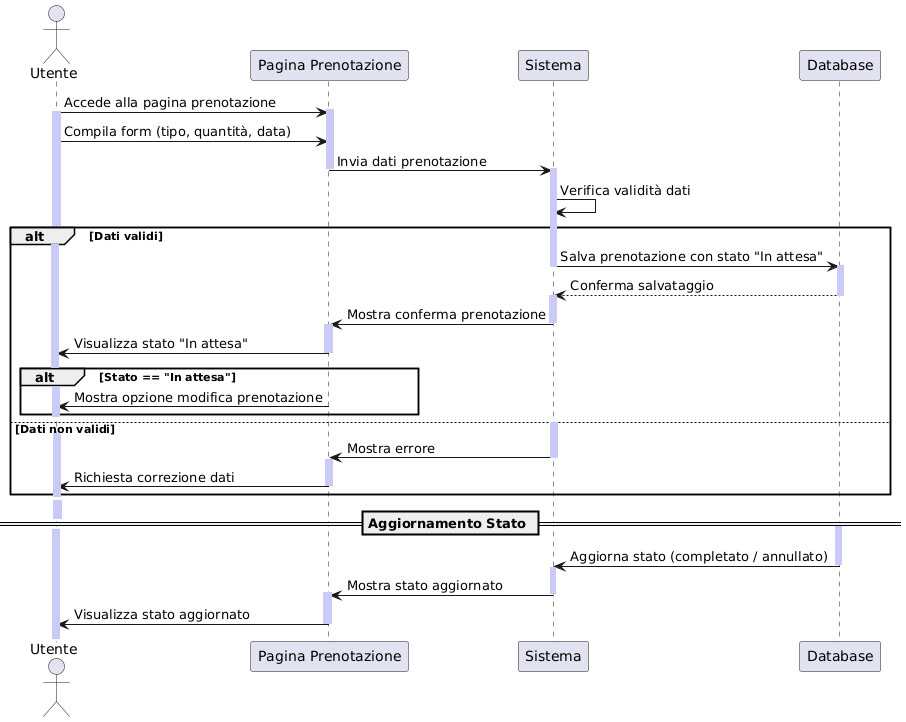 Utente
Pagina Prenotazione
Sistema
Database
Accede alla pagina prenotazione
Compila form (tipo, quantità, data)
Invia dati prenotazione
Verifica validità dati
alt
[Dati validi]
Salva prenotazione con stato "In attesa"
Conferma salvataggio
Mostra conferma prenotazione
Visualizza stato "In attesa"
alt
[Stato == "In attesa"]
Mostra opzione modifica prenotazione
[Dati non validi]
Mostra errore
Richiesta correzione dati
Aggiornamento Stato
Aggiorna stato (completato / annullato)
Mostra stato aggiornato
Visualizza stato aggiornato
Utente
Pagina Prenotazione
Sistema
Database